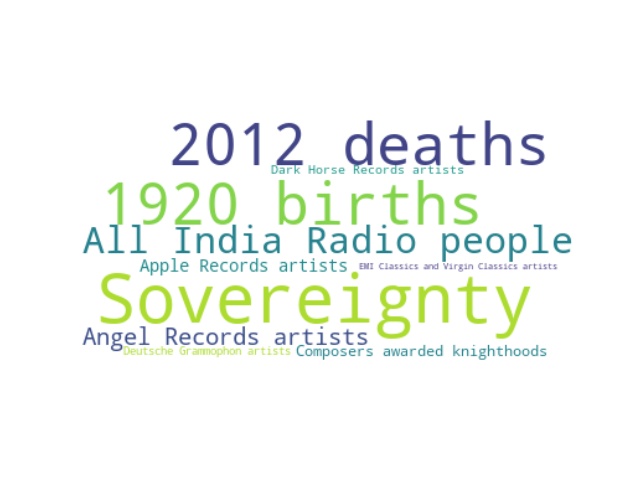 2012 deaths
Dark Horse Records artists
1920 births
All India Radio people
Apple Records artists
EMI Classics and Virgin Classics artists
Sovereignty
Angel Records artists
Deutsche Grammophon artists
Composers awarded knighthoods